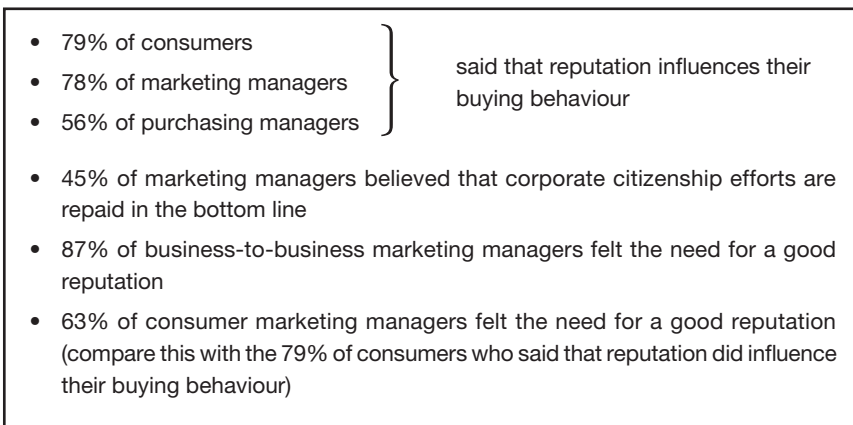 • 79% of consumers
• 78% of marketing managers
• 56% of purchasing managers
said that reputation influences their
buying behaviour
• 45% of marketing managers believed that corporate citizenship efforts are
repaid in the bottom line
• 87% of business-to-business marketing managers felt the need for a good
reputation
• 63% of consumer marketing managers felt the need for a good reputation
(compare this with the 79% of consumers who said that reputation did influence
their buying behaviour)